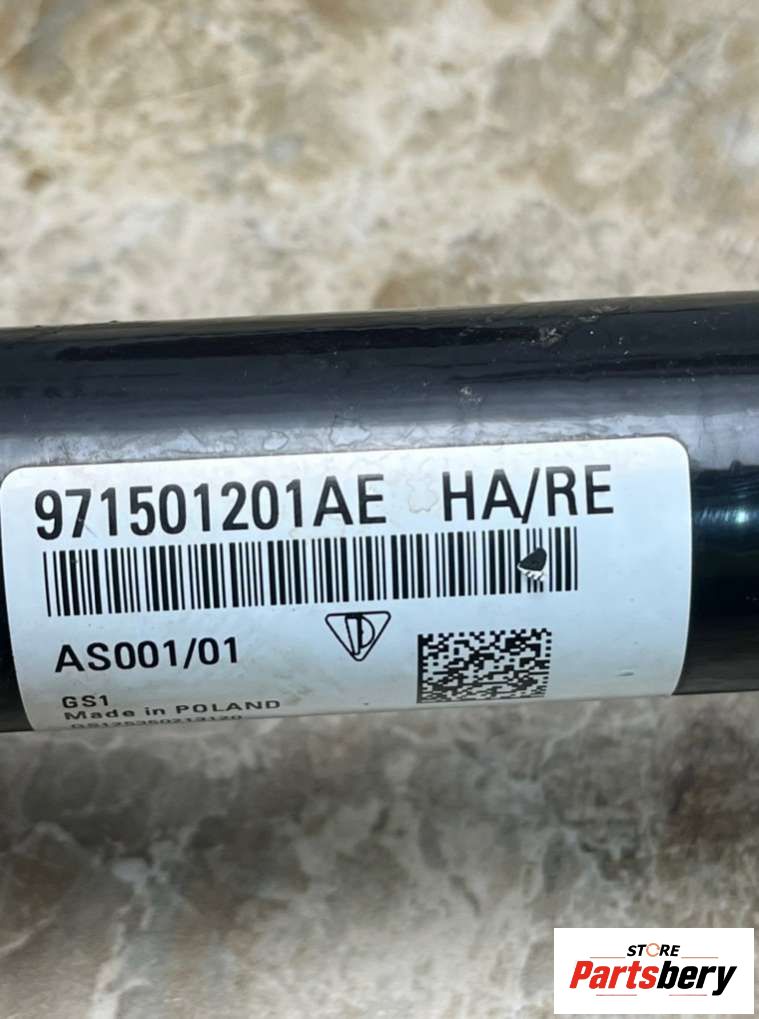 971501201AE HA/RE
AS001/01
GS1
Made in POLAND
STORE
Partsbery